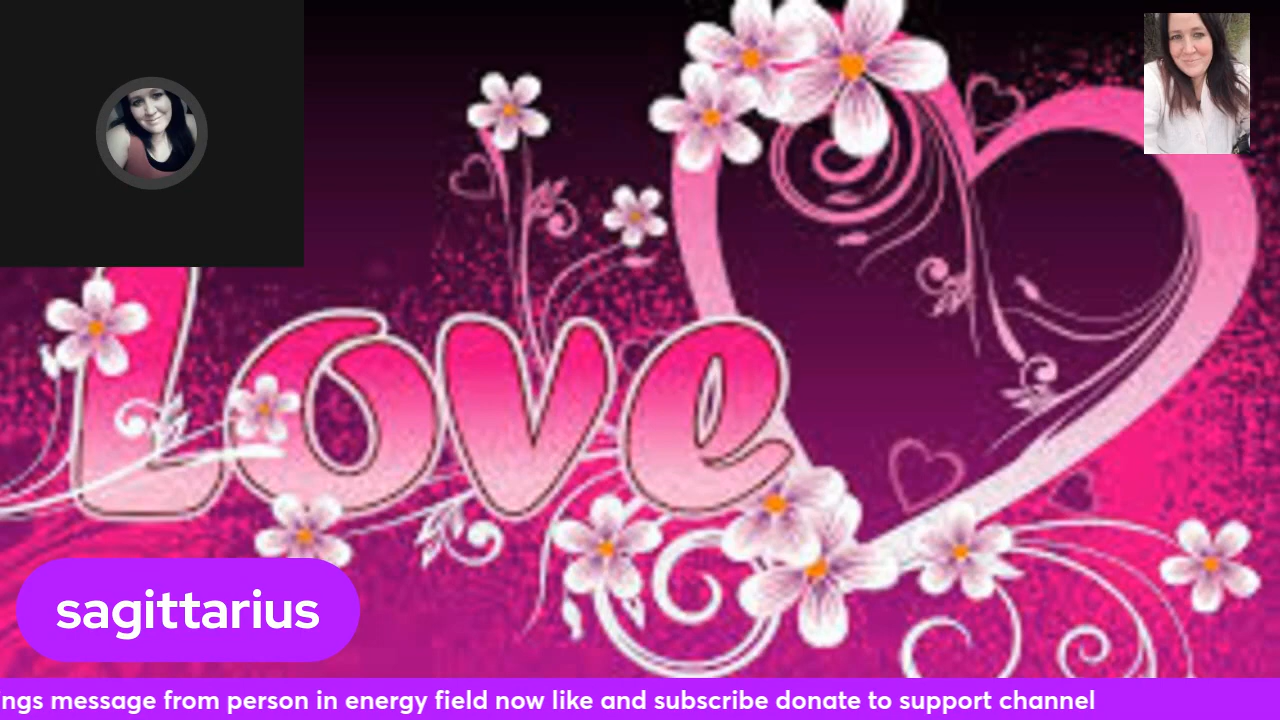 Love
sagittarius
ngs message from person in energy field now like and subscribe donate to support channel